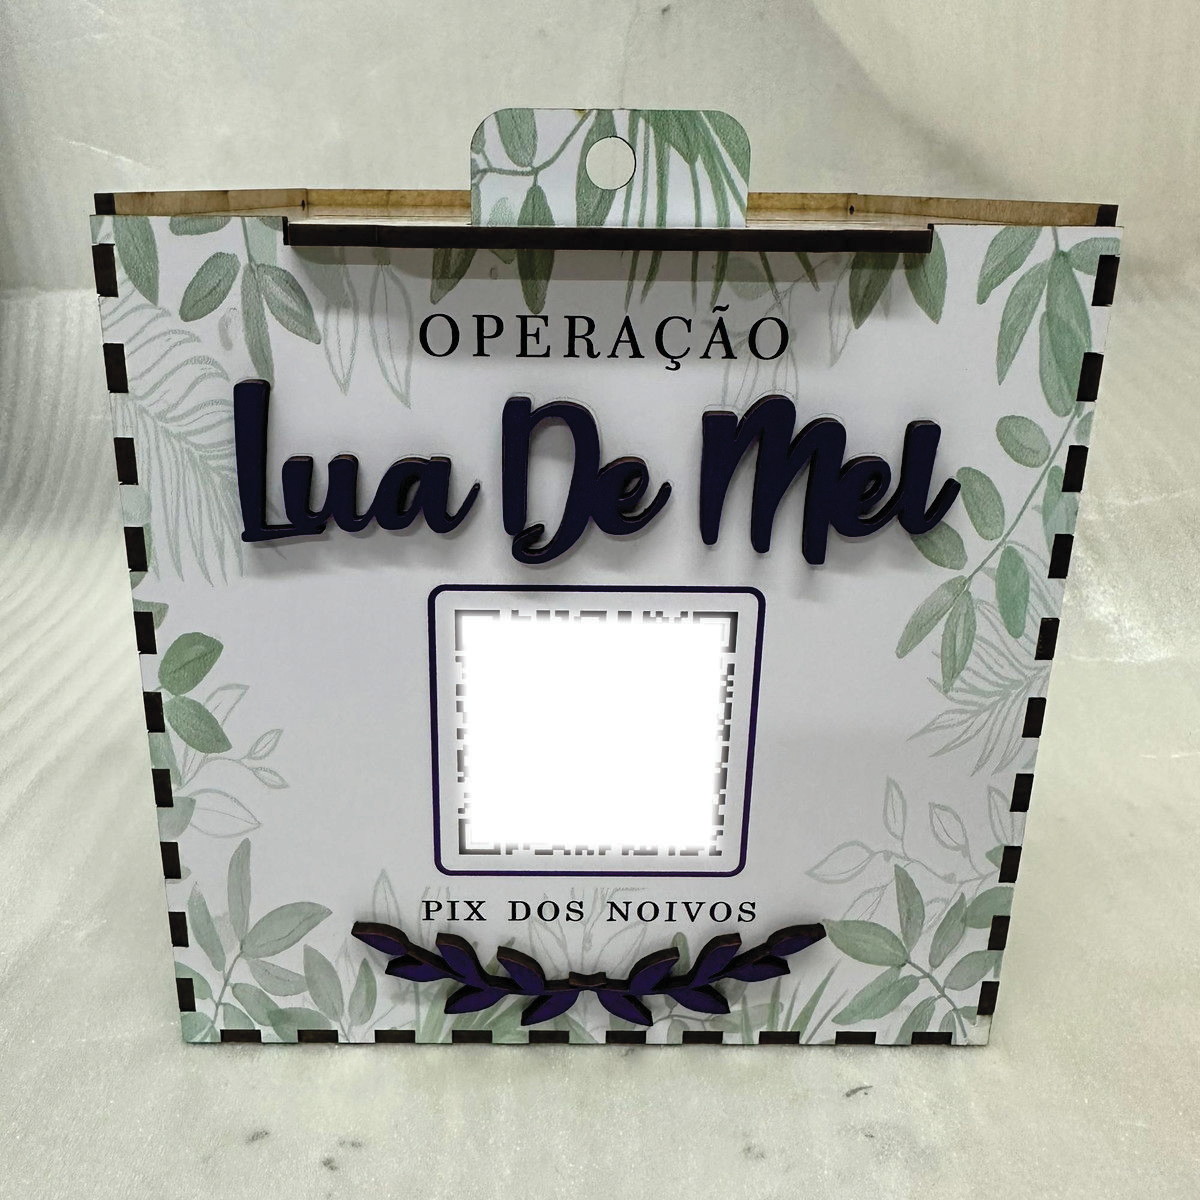 OPERAÇÃO
Lua De Mel
PIX DOS NOIVOS